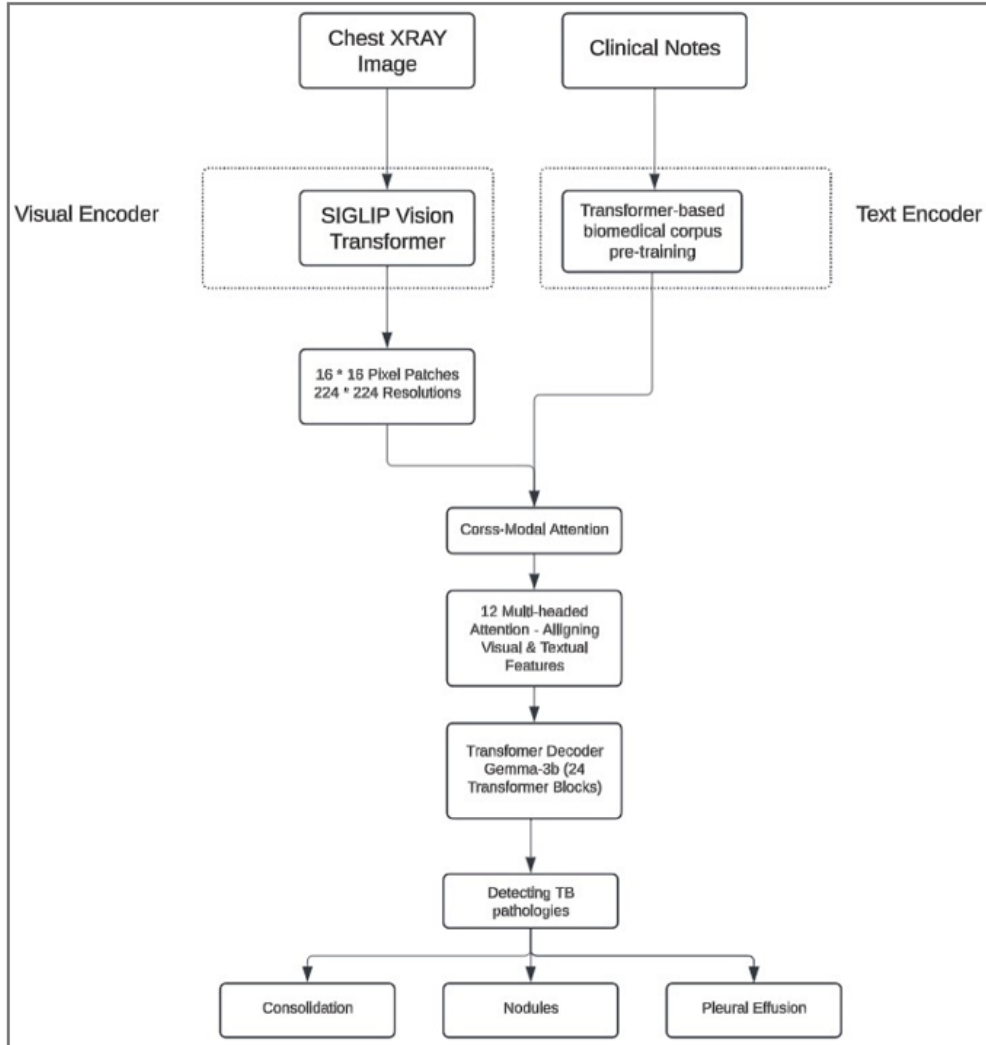 Chest XRAY
Image
Clinical Notes
Visual Encoder
SIGLIP Vision
Transformer
Transformer-based
biomedical corpus
pre-training
Text Encoder
16 * 16 Pixel Patches
224 * 224 Resolutions
Corss-Modal Attention
12 Multi-headed
Attention - Alligning
Visual & Textual
Features
Transfomer Decoder
Gemma-3b (24
Transformer Blocks)
Detecting TB
pathologies
Consolidation
Nodules
Pleural Effusion